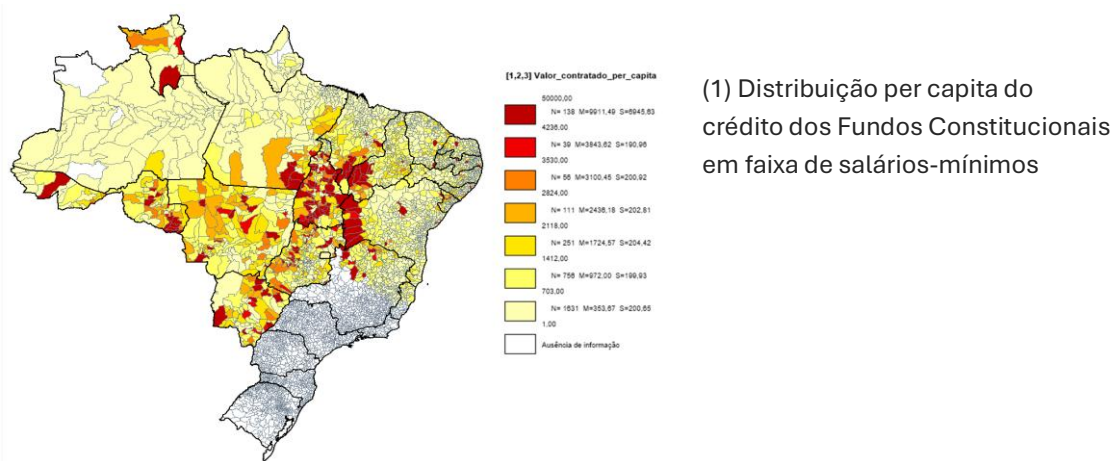 [1,2,3] Valor_contratado_per_capita
50000,00
N= 138 M=9911,49 S=6945,63
4236,00
N= 39 M=3843,62 S=190,96
3530,00
N= 56 M=3100,45 S=200,92
2824,00
N= 111 M=2436,18 S=202,81
2118,00
N= 251 M=1724,57 S=204,42
1412,00
N= 756 M=972,00 S=199,93
703,00
N= 1631 M=353,67 S=200,65
1,00
Ausência de informação
(1) Distribuição per capita do
crédito dos Fundos Constitucionais
em faixa de salários-mínimos